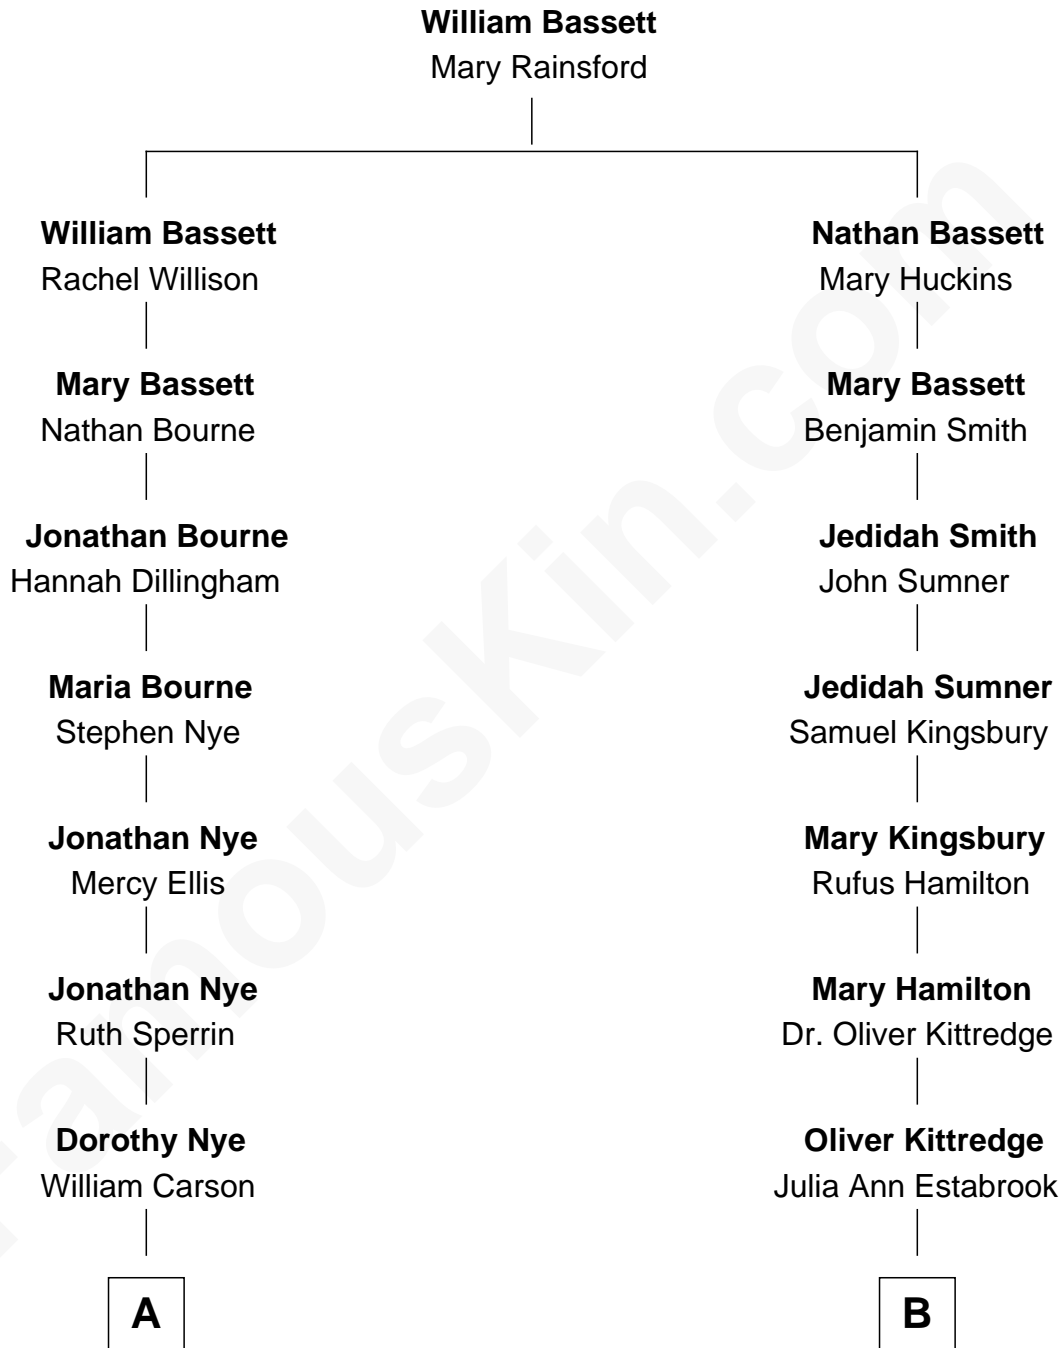 William Bassett
Mary Rainsford
William Bassett
Rachel Willison
Nathan Bassett
Mary Huckins
Mary Bassett
Nathan Bourne
Mary Bassett
Benjamin Smith
Jonathan Bourne
Hannah Dillingham
Jedidah Smith
John Sumner
Maria Bourne
Stephen Nye
Jedidah Sumner
Samuel Kingsbury
Jonathan Nye
Mercy Ellis
Mary Kingsbury
Rufus Hamilton
Jonathan Nye
Ruth Sperrin
Mary Hamilton
Dr. Oliver Kittredge
Dorothy Nye
William Carson
Oliver Kittredge
Julia Ann Estabrook
A
B
FamousKin.com